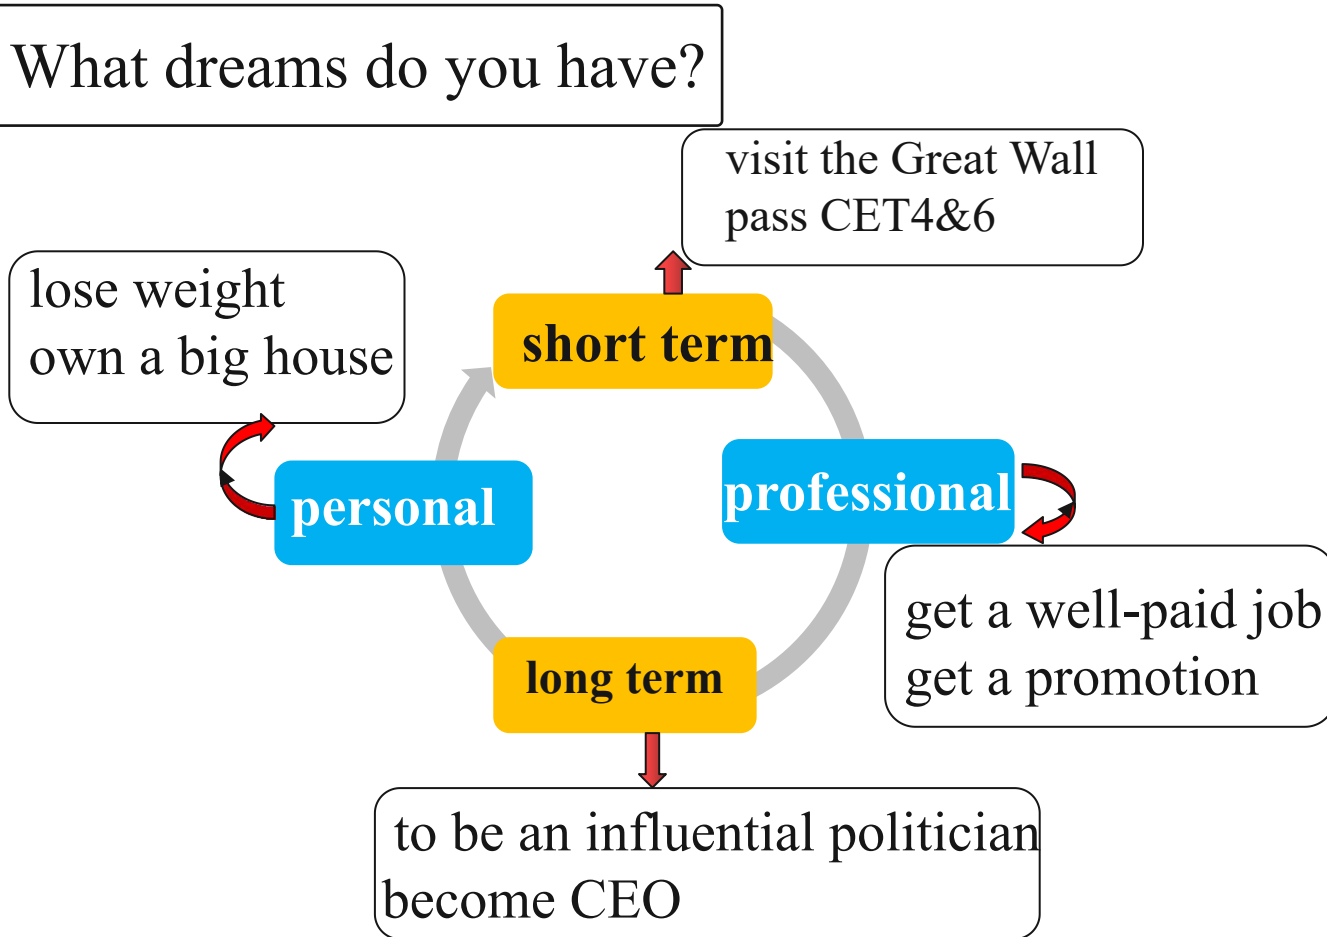 What dreams do you have?
visit the Great Wall
pass CET4&6
lose weight
own a big house
short term
personal
professional
get a well-paid job
get a promotion
long term
to be an influential politician
become CEO